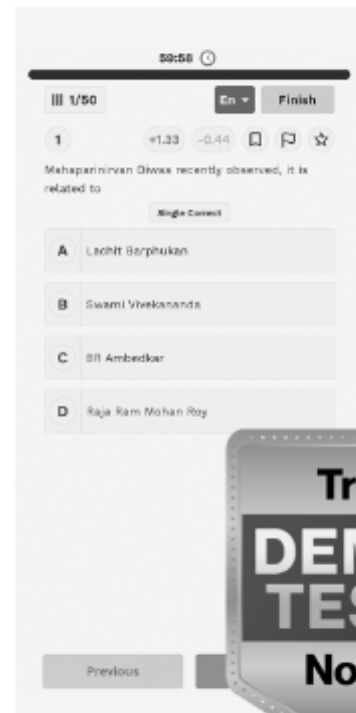 59:58
1/50
En
Finish
1
+1.33
-0.44
Mahaparinirvan Diwas recently observed, it is
related to
Single Correct
A Lachit Barphukan
B Swami Vivekananda
C BR Ambedkar
D Raja Ram Mohan Roy
Tr
DEM
TES
No
Previous